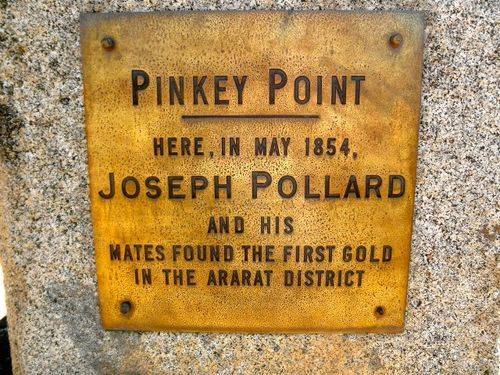 PINKEY POINT
HERE, IN MAY 1854,
JOSEPH POLLARD
AND HIS
MATES FOUND THE FIRST GOLD
IN THE ARARAT DISTRICT